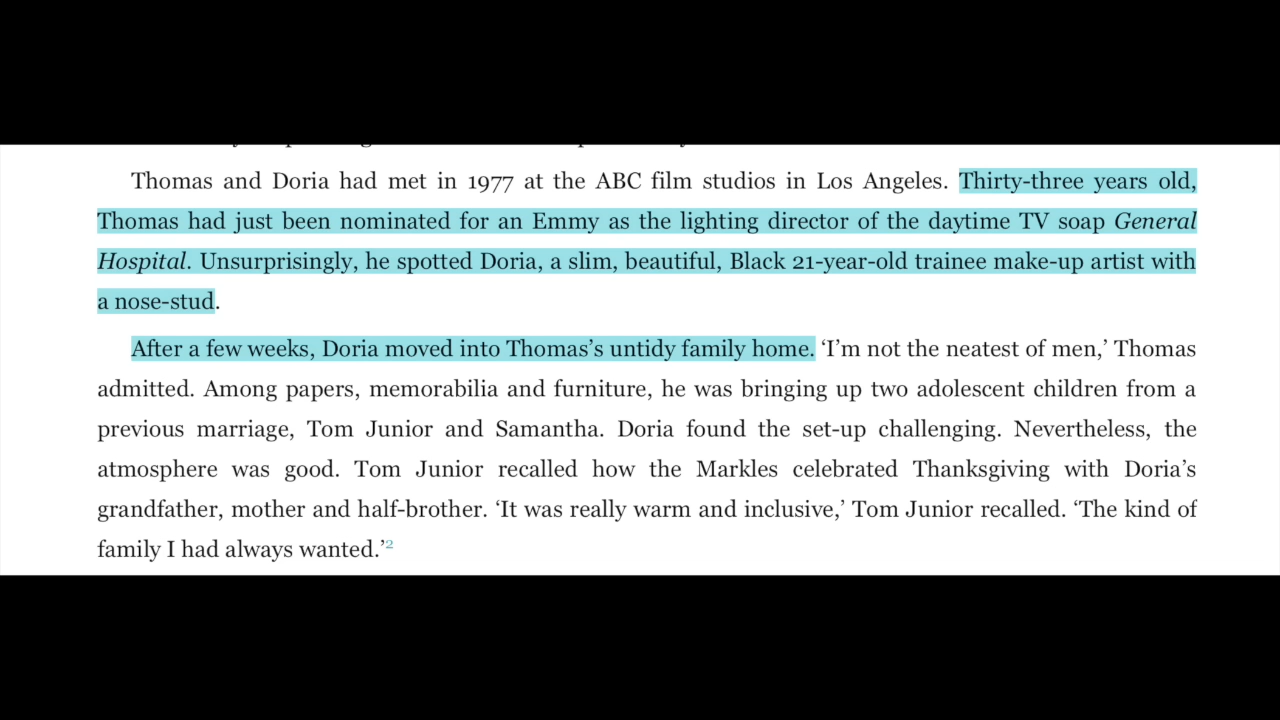 Thomas and Doria had met in 1977 at the ABC film studios in Los Angeles. Thirty-three years old,
Thomas had just been nominated for an Emmy as the lighting director of the daytime TV soap General
Hospital. Unsurprisingly, he spotted Doria, a slim, beautiful, Black 21-year-old trainee make-up artist with
a nose-stud.
After a few weeks, Doria moved into Thomas’s untidy family home. ‘I’m not the neatest of men,’ Thomas
admitted. Among papers, memorabilia and furniture, he was bringing up two adolescent children from a
previous marriage, Tom Junior and Samantha. Doria found the set-up challenging. Nevertheless, the
atmosphere was good. Tom Junior recalled how the Markles celebrated Thanksgiving with Doria’s
grandfather, mother and half-brother. ‘It was really warm and inclusive,’ Tom Junior recalled. ‘The kind of
family I had always wanted.’2